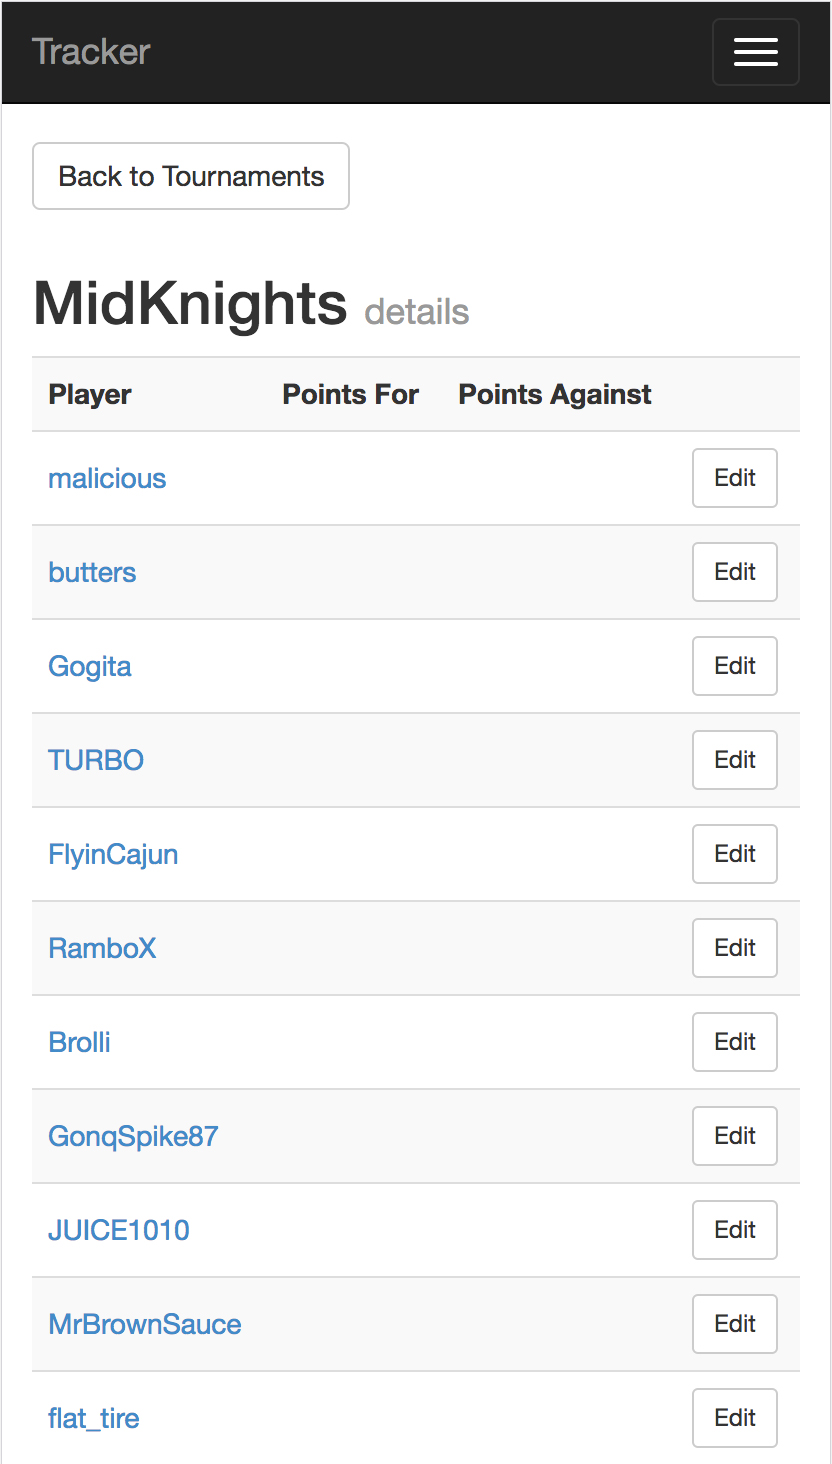 Tracker
Back to Tournaments
MidKnights details
Player Points For Points Against
malicious Edit
butters Edit
Gogita Edit
TURBO Edit
FlyinCajun Edit
RamboX Edit
Brolli Edit
GonqSpike87 Edit
JUICE1010 Edit
MrBrownSauce Edit
flat_tire Edit